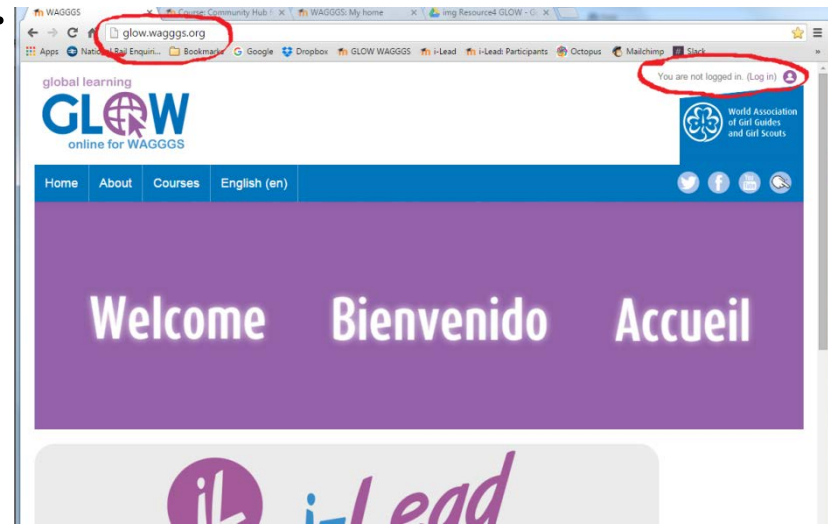 WAGGGS
Course: Community Hub
WAGGGS: My home
img Resource4 GLOW - G
glow.wagggs.org
Apps
National Rail Enquiri...
Bookmarks
G Google
Dropbox
GLOW WAGGGS
i-Lead
i-Lead: Participants
Octopus
Mailchimp
Slack
You are not logged in. (Log in)
global learning
GLOW
online for WAGGGS
World Association
of Girl Guides
and Girl Scouts
Home About Courses English (en)
You
Tube
Welcome Bienvenido Accueil
iL i-Lead